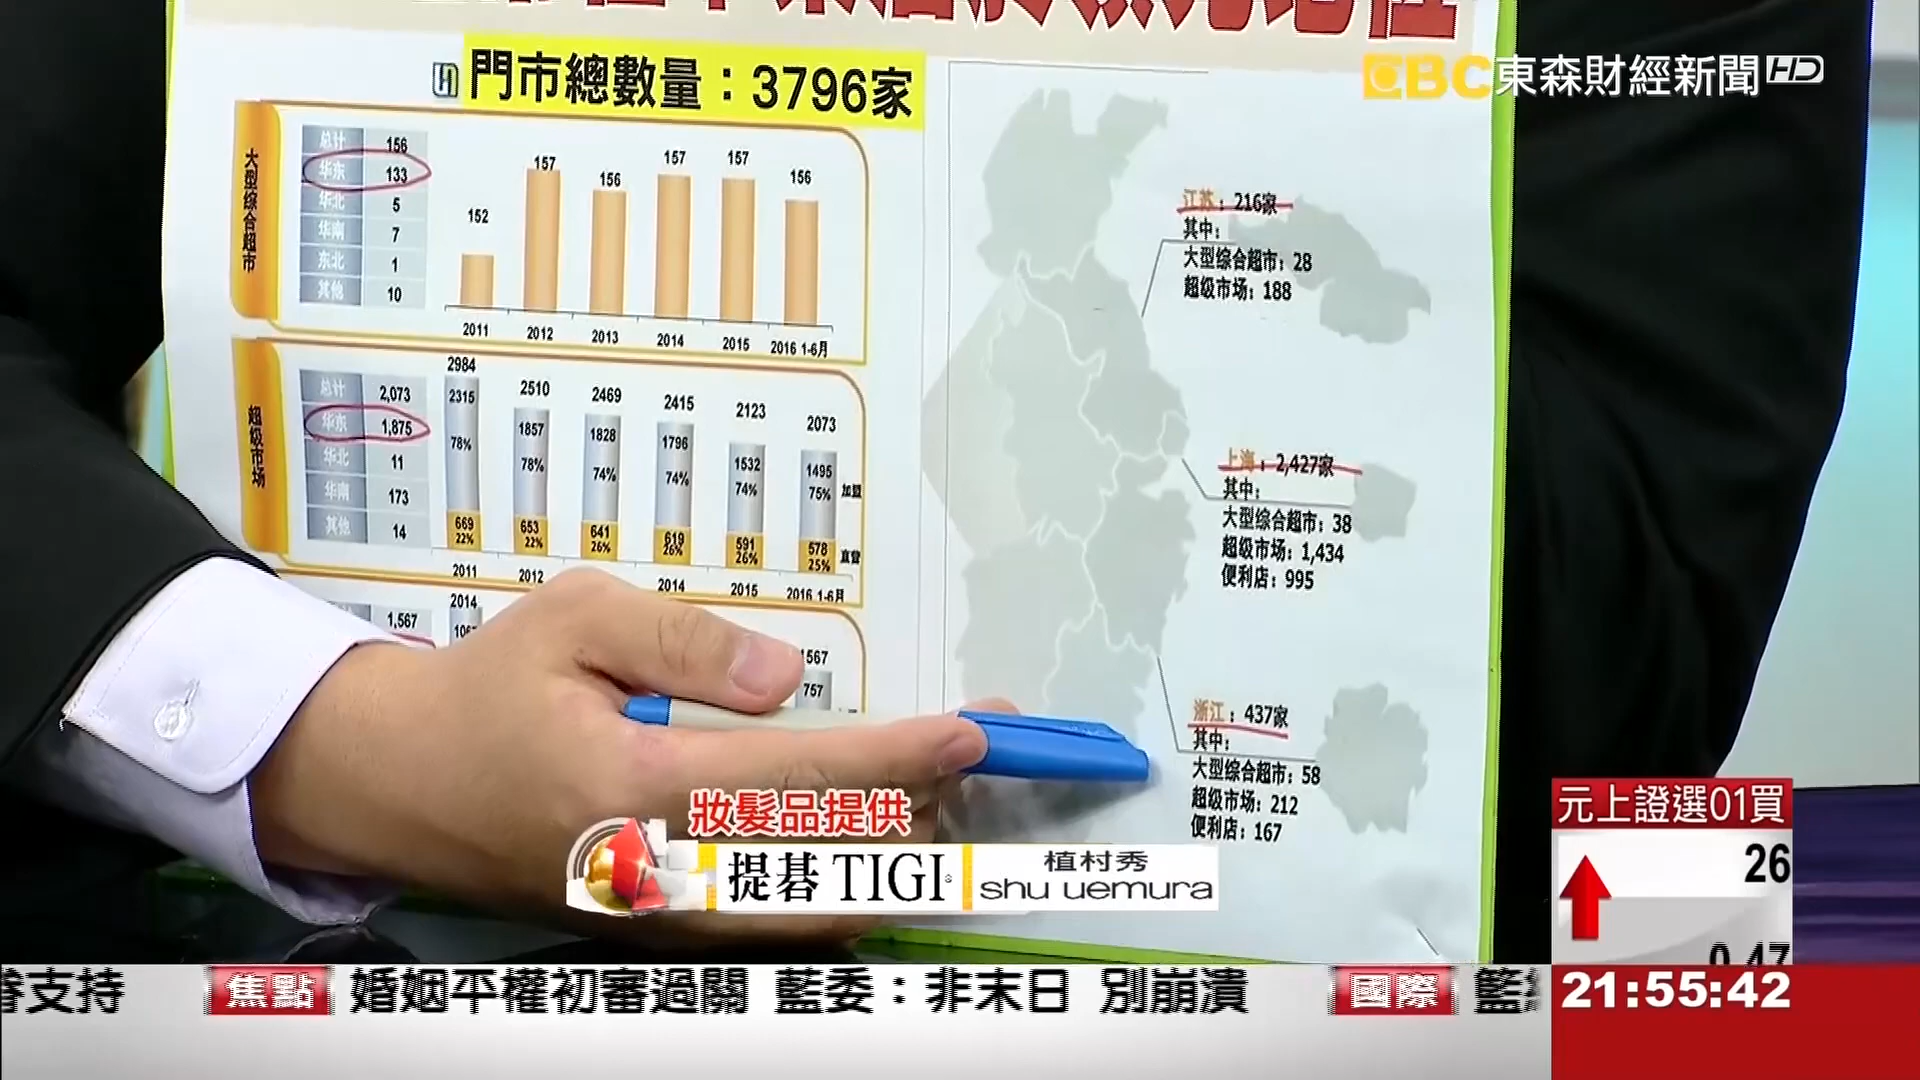 EBC 東森財經新聞 HD
門市總數量：3796家
大型综合超市
总计 156
华东 133
华北 5
华南 7
东北 1
其他 10
152 157 156 157 157 156
2011 2012 2013 2014 2015 2016 1-6月
超级市场
总计 2,073
华东 1,875
华北 11
华南 173
其他 14
2984 2510 2469 2415 2123 2073
2315 1857 1828 1796 1532 1495
78% 78% 74% 74% 74% 75% 加盟
669 653 641 619 591 578 直营
22% 22% 26% 26% 26% 25%
2011 2012 2014 2015 2016 1-6月
1,567
2014
1567
757
江苏：216家
其中：
大型综合超市：28
超级市场：188
上海：2,427家
其中：
大型综合超市：38
超级市场：1,434
便利店：995
浙江：437家
其中：
大型综合超市：58
超级市场：212
便利店：167
妝髮品提供
提碁 TIGI
植村秀
shu uemura
元上證選01買
26
0.47
支持 焦點 婚姻平權初審過關 藍委：非末日 別崩潰 國際 籃
21:55:42